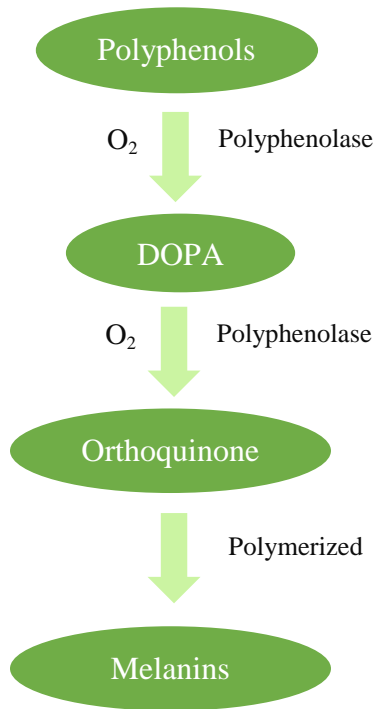 Polyphenols
O₂ Polyphenolase
DOPA
O₂ Polyphenolase
Orthoquinone
Polymerized
Melanins